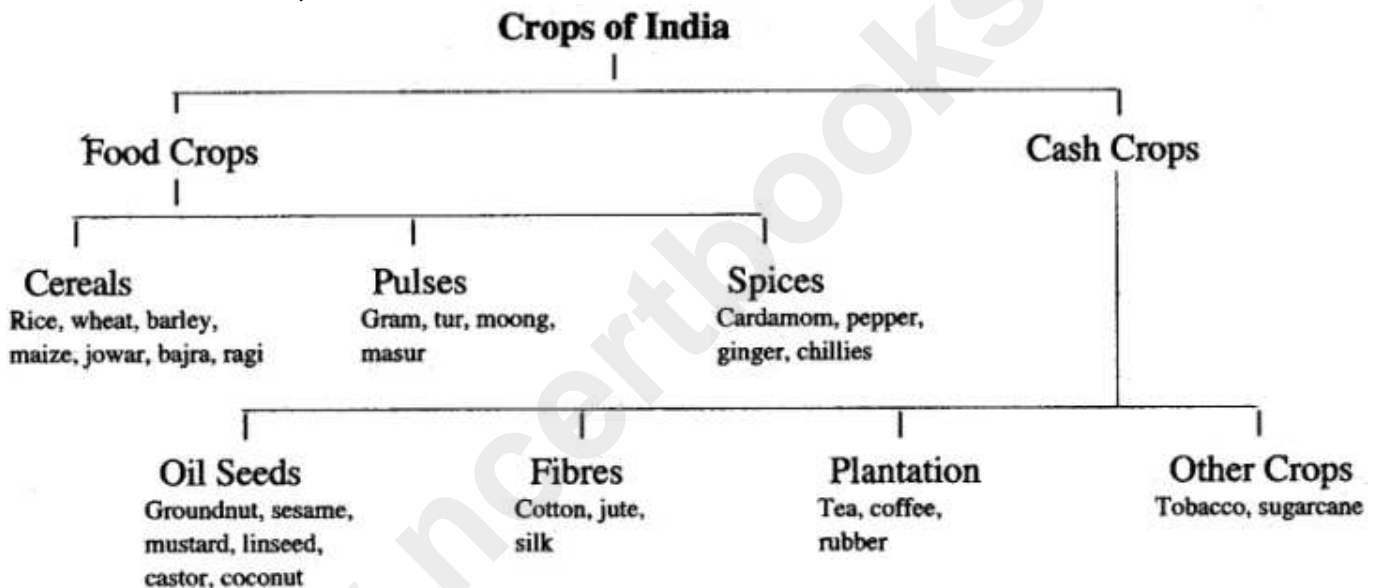 Crops of India
Food Crops
Cash Crops
Cereals
Rice, wheat, barley,
maize, jowar, bajra, ragi
Pulses
Gram, tur, moong,
masur
Spices
Cardamom, pepper,
ginger, chillies
Oil Seeds
Groundnut, sesame,
mustard, linseed,
castor, coconut
Fibres
Cotton, jute,
silk
Plantation
Tea, coffee,
rubber
Other Crops
Tobacco, sugarcane
ncertbooks